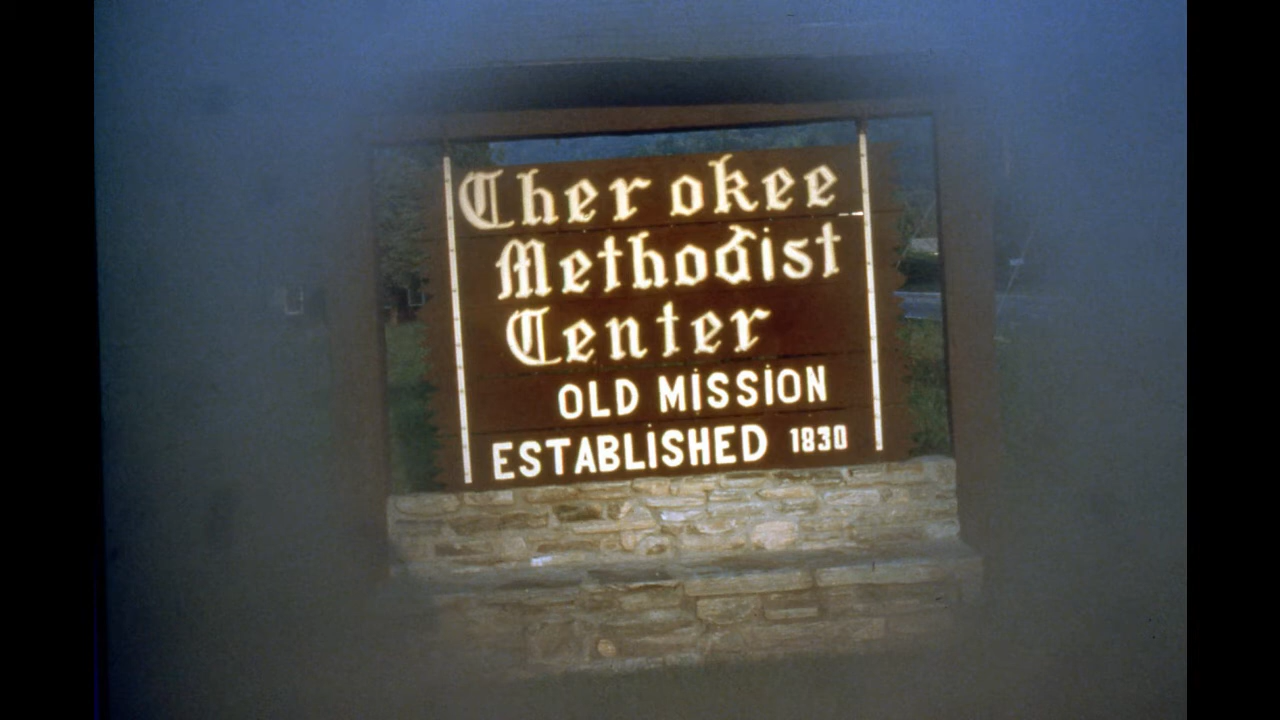 Cherokee
Methodist
Center
OLD MiSSiON
ESTABLiSHED 1830